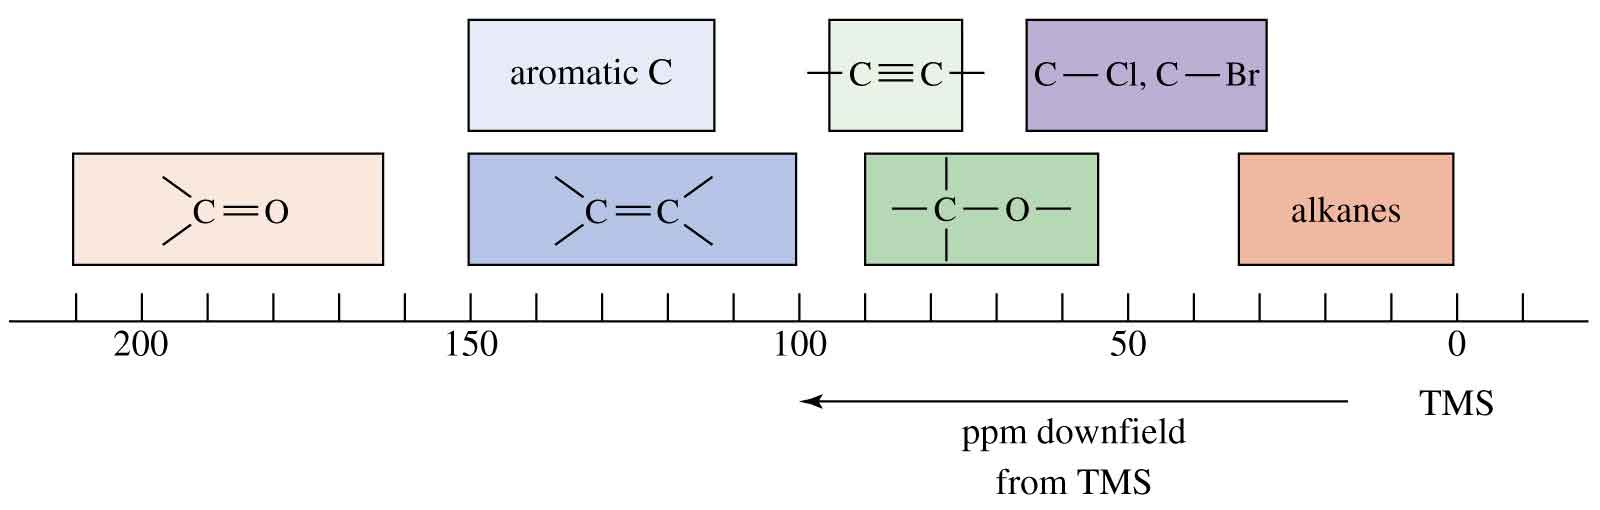 aromatic C
C≡C
C—Cl, C—Br
C=O
C=C
C—O
alkanes
200 150 100 50 0
TMS
ppm downfield
from TMS